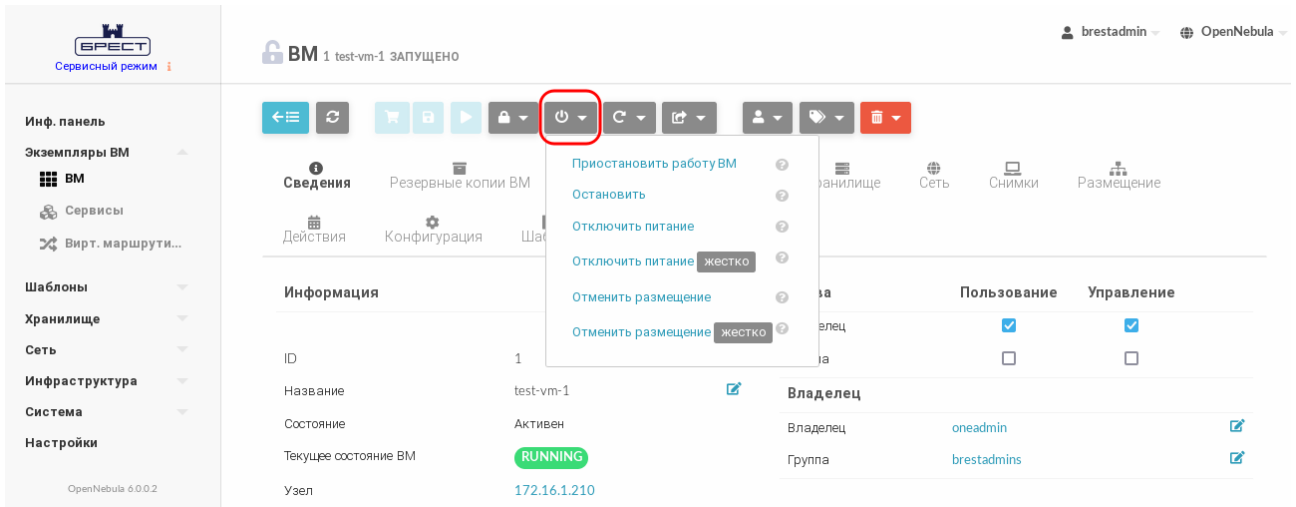 БРЕСТ
Сервисный режим i
ВМ 1 test-vm-1 ЗАПУЩЕНО
brestadmin
OpenNebula
Инф. панель
Экземпляры ВМ
ВМ
Сервисы
Вирт. маршрути...
Шаблоны
Хранилище
Сеть
Инфраструктура
Система
Настройки
OpenNebula 6.0.0.2
Приостановить работу ВМ
Остановить
Отключить питание
Отключить питание жестко
Отменить размещение
Отменить размещение жестко
Сведения
Резервные копии ВМ
Сеть
Снимки
Размещение
Действия
Конфигурация
Информация
Пользование Управление
ID 1
Название test-vm-1
Состояние Активен
Текущее состояние ВМ RUNNING
Узел 172.16.1.210
Владелец
Владелец oneadmin
Группа brestadmins